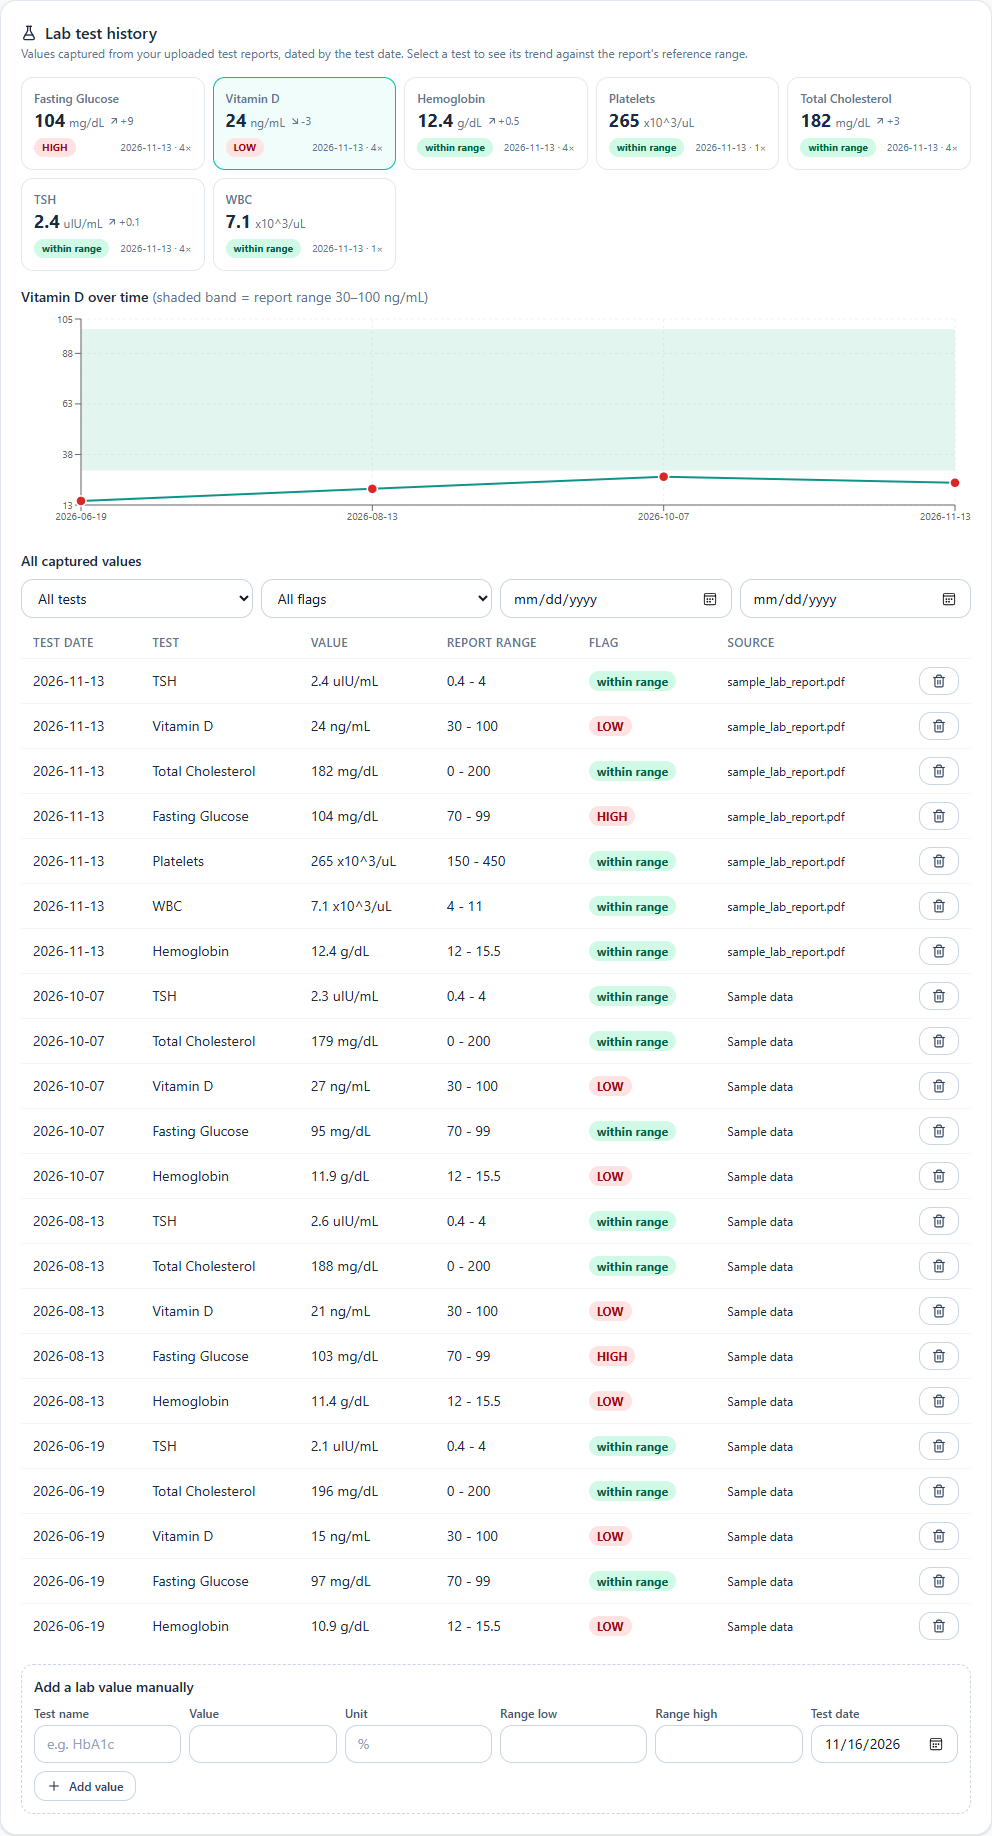 Lab test history
Values captured from your uploaded test reports, dated by the test date. Select a test to see its trend against the report's reference range.
Fasting Glucose
104 mg/dL ↗ +9
HIGH 2026-11-13 · 4×
Vitamin D
24 ng/mL ↘ -3
LOW 2026-11-13 · 4×
Hemoglobin
12.4 g/dL ↗ +0.5
within range 2026-11-13 · 4×
Platelets
265 x10^3/uL
within range 2026-11-13 · 1×
Total Cholesterol
182 mg/dL ↗ +3
within range 2026-11-13 · 4×
TSH
2.4 uIU/mL ↗ +0.1
within range 2026-11-13 · 4×
WBC
7.1 x10^3/uL
within range 2026-11-13 · 1×
Vitamin D over time (shaded band = report range 30–100 ng/mL)
105
88
63
38
13
2026-06-19 2026-08-13 2026-10-07 2026-11-13
All captured values
All tests All flags mm/dd/yyyy mm/dd/yyyy
TEST DATE TEST VALUE REPORT RANGE FLAG SOURCE
2026-11-13 TSH 2.4 uIU/mL 0.4 - 4 within range sample_lab_report.pdf
2026-11-13 Vitamin D 24 ng/mL 30 - 100 LOW sample_lab_report.pdf
2026-11-13 Total Cholesterol 182 mg/dL 0 - 200 within range sample_lab_report.pdf
2026-11-13 Fasting Glucose 104 mg/dL 70 - 99 HIGH sample_lab_report.pdf
2026-11-13 Platelets 265 x10^3/uL 150 - 450 within range sample_lab_report.pdf
2026-11-13 WBC 7.1 x10^3/uL 4 - 11 within range sample_lab_report.pdf
2026-11-13 Hemoglobin 12.4 g/dL 12 - 15.5 within range sample_lab_report.pdf
2026-10-07 TSH 2.3 uIU/mL 0.4 - 4 within range Sample data
2026-10-07 Total Cholesterol 179 mg/dL 0 - 200 within range Sample data
2026-10-07 Vitamin D 27 ng/mL 30 - 100 LOW Sample data
2026-10-07 Fasting Glucose 95 mg/dL 70 - 99 within range Sample data
2026-10-07 Hemoglobin 11.9 g/dL 12 - 15.5 LOW Sample data
2026-08-13 TSH 2.6 uIU/mL 0.4 - 4 within range Sample data
2026-08-13 Total Cholesterol 188 mg/dL 0 - 200 within range Sample data
2026-08-13 Vitamin D 21 ng/mL 30 - 100 LOW Sample data
2026-08-13 Fasting Glucose 103 mg/dL 70 - 99 HIGH Sample data
2026-08-13 Hemoglobin 11.4 g/dL 12 - 15.5 LOW Sample data
2026-06-19 TSH 2.1 uIU/mL 0.4 - 4 within range Sample data
2026-06-19 Total Cholesterol 196 mg/dL 0 - 200 within range Sample data
2026-06-19 Vitamin D 15 ng/mL 30 - 100 LOW Sample data
2026-06-19 Fasting Glucose 97 mg/dL 70 - 99 within range Sample data
2026-06-19 Hemoglobin 10.9 g/dL 12 - 15.5 LOW Sample data
Add a lab value manually
Test name Value Unit Range low Range high Test date
e.g. HbA1c % 11/16/2026
+ Add value